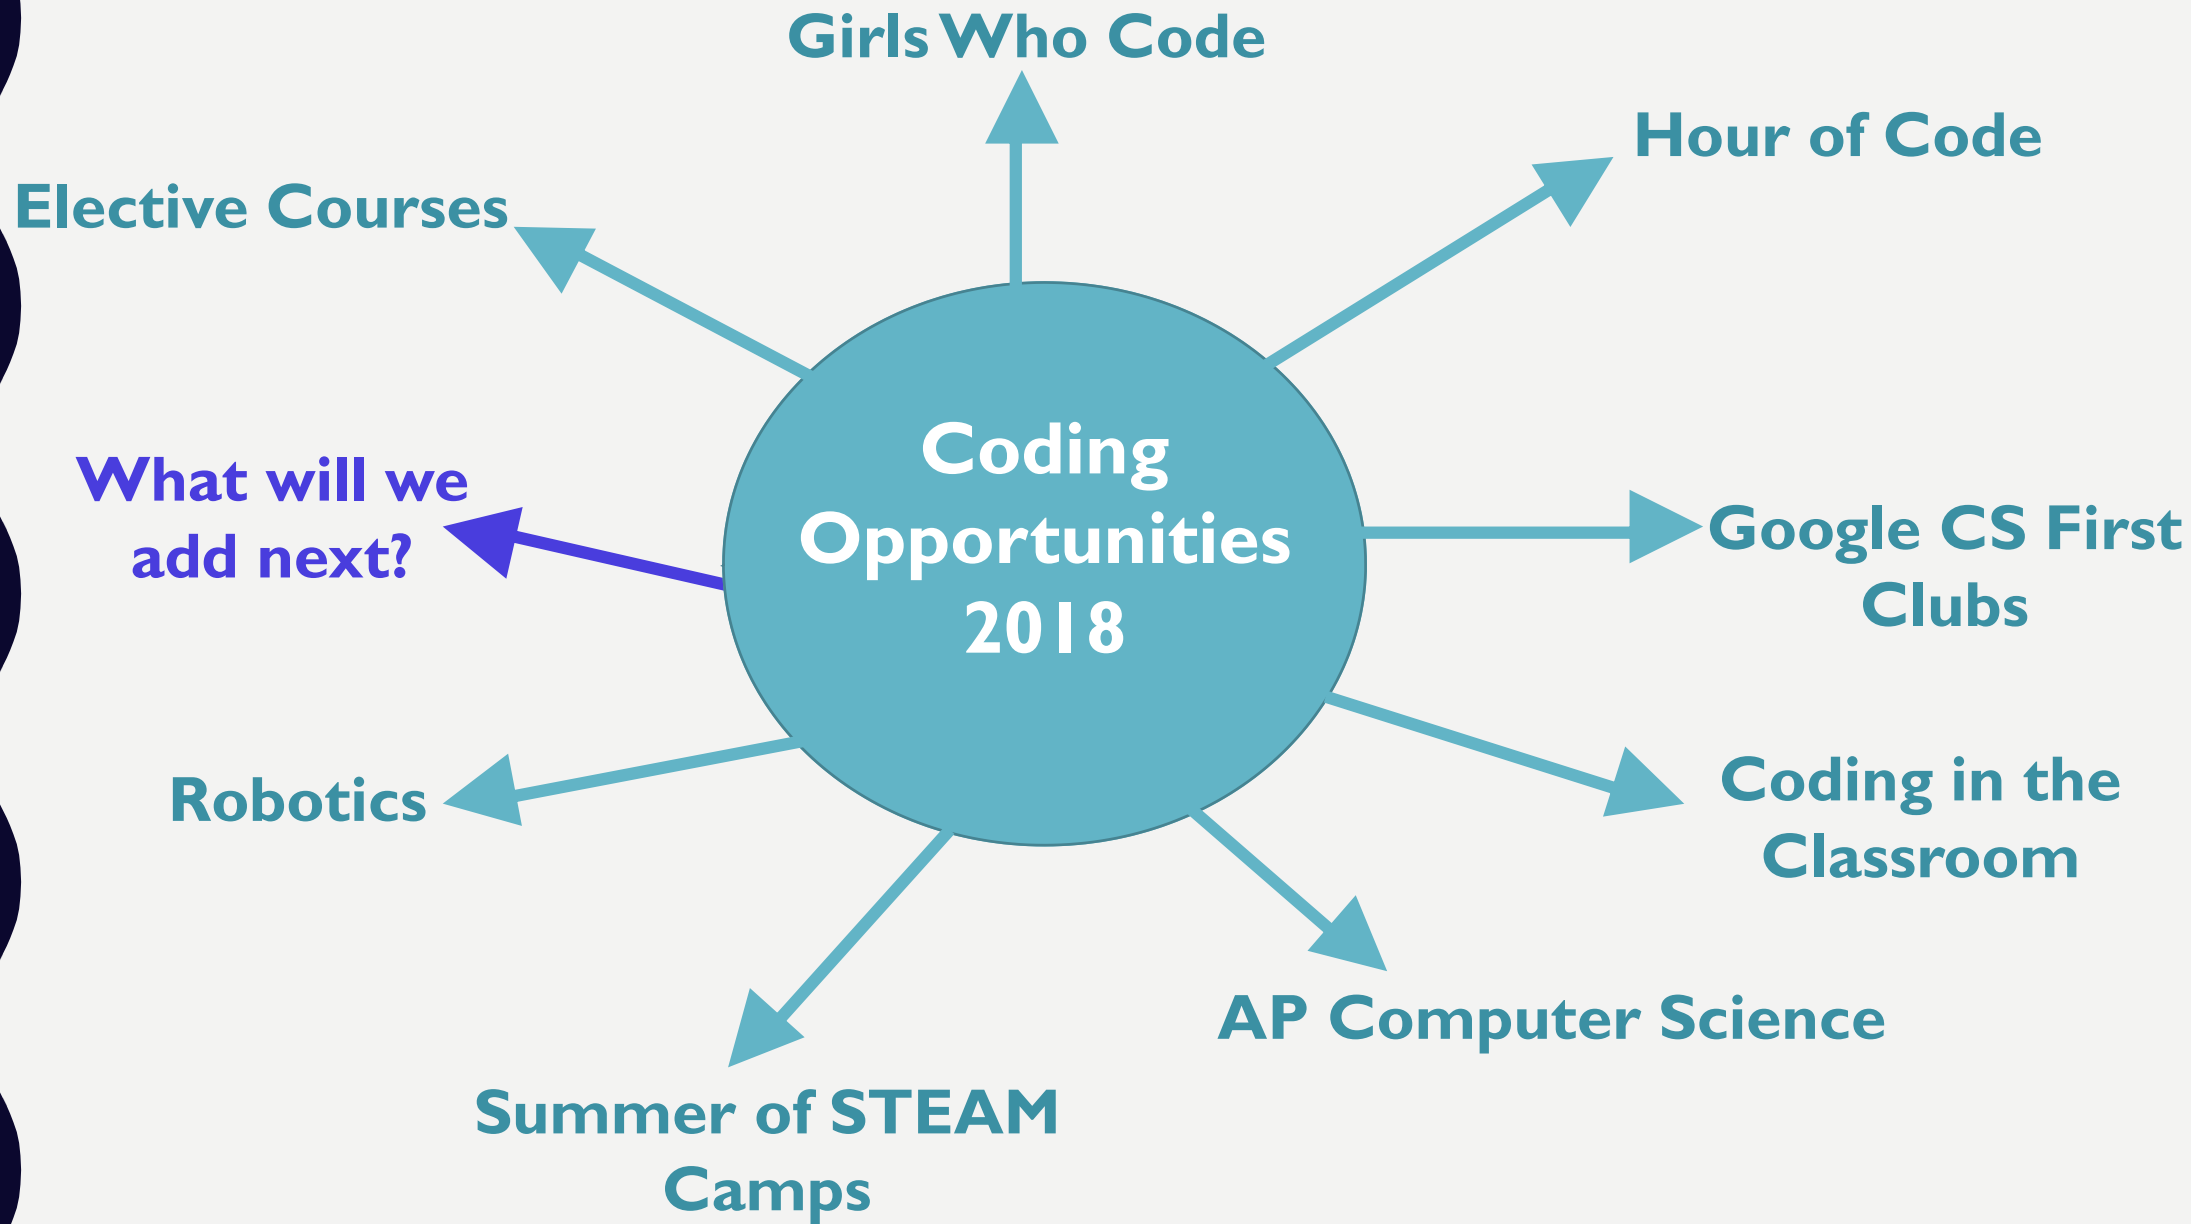 Girls Who Code
Hour of Code
Elective Courses
Coding
Opportunities
2018
What will we
add next?
Google CS First
Clubs
Robotics
Coding in the
Classroom
AP Computer Science
Summer of STEAM
Camps